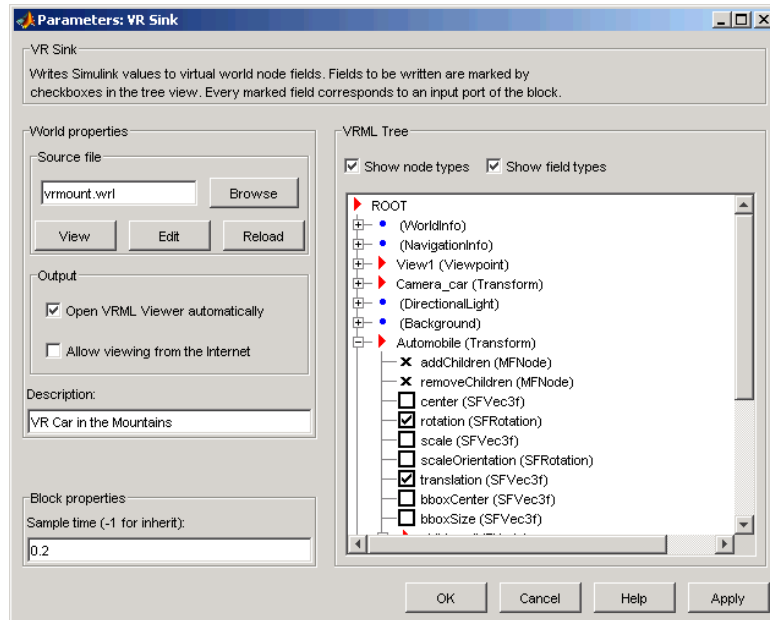 Parameters: VR Sink
VR Sink
Writes Simulink values to virtual world node fields. Fields to be written are marked by
checkboxes in the tree view. Every marked field corresponds to an input port of the block.
World properties
Source file
vrmount.wrl
Browse
View
Edit
Reload
Output
Open VRML Viewer automatically
Allow viewing from the Internet
Description:
VR Car in the Mountains
Block properties
Sample time (-1 for inherit):
0.2
VRML Tree
Show node types
Show field types
ROOT
(WorldInfo)
(NavigationInfo)
View1 (Viewpoint)
Camera_car (Transform)
(DirectionalLight)
(Background)
Automobile (Transform)
addChildren (MFNode)
removeChildren (MFNode)
center (SFVec3f)
rotation (SFRotation)
scale (SFVec3f)
scaleOrientation (SFRotation)
translation (SFVec3f)
bboxCenter (SFVec3f)
bboxSize (SFVec3f)
OK
Cancel
Help
Apply